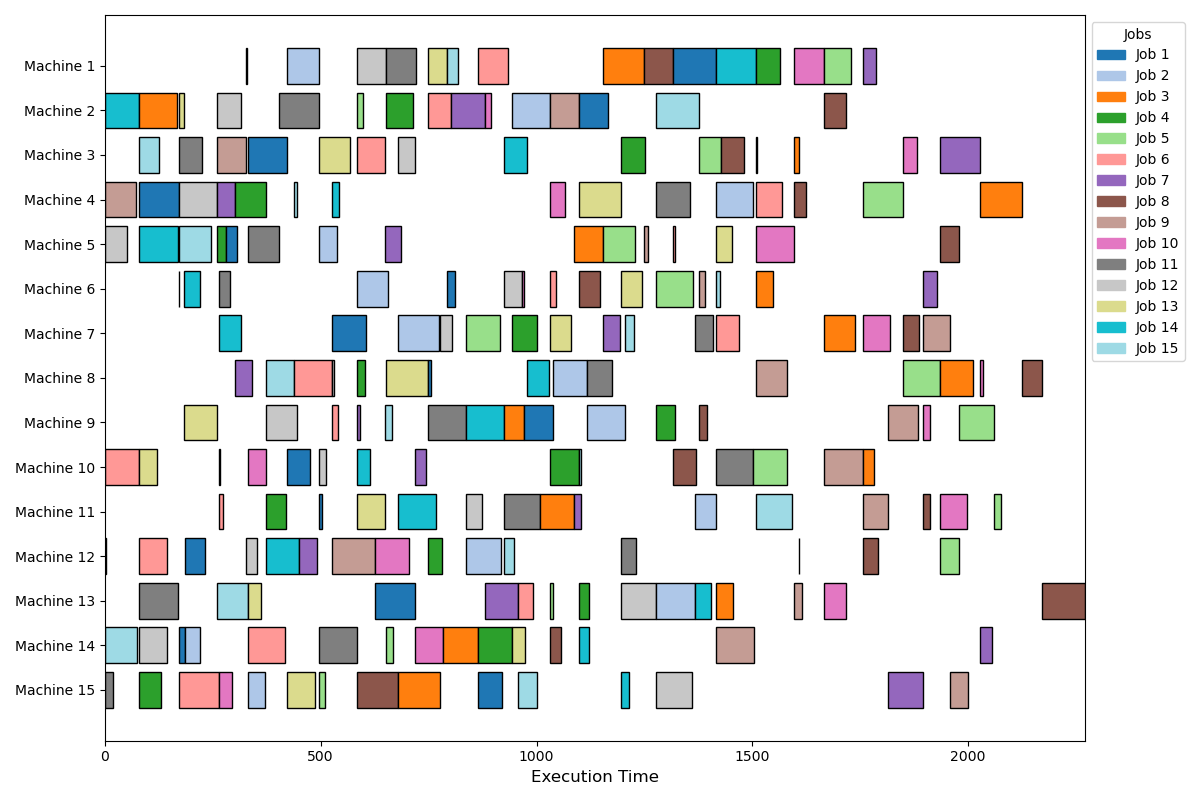 Machine 1
Machine 2
Machine 3
Machine 4
Machine 5
Machine 6
Machine 7
Machine 8
Machine 9
Machine 10
Machine 11
Machine 12
Machine 13
Machine 14
Machine 15
0
500
1000
1500
2000
Execution Time
Jobs
Job 1
Job 2
Job 3
Job 4
Job 5
Job 6
Job 7
Job 8
Job 9
Job 10
Job 11
Job 12
Job 13
Job 14
Job 15